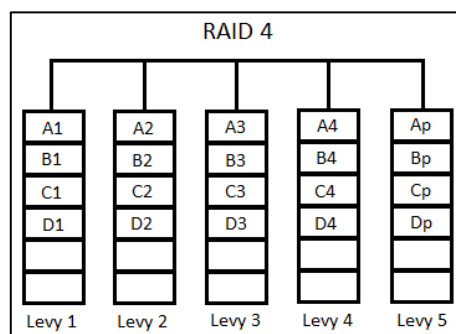 RAID 4
A1 A2 A3 A4 Ap
B1 B2 B3 B4 Bp
C1 C2 C3 C4 Cp
D1 D2 D3 D4 Dp
Levy 1 Levy 2 Levy 3 Levy 4 Levy 5